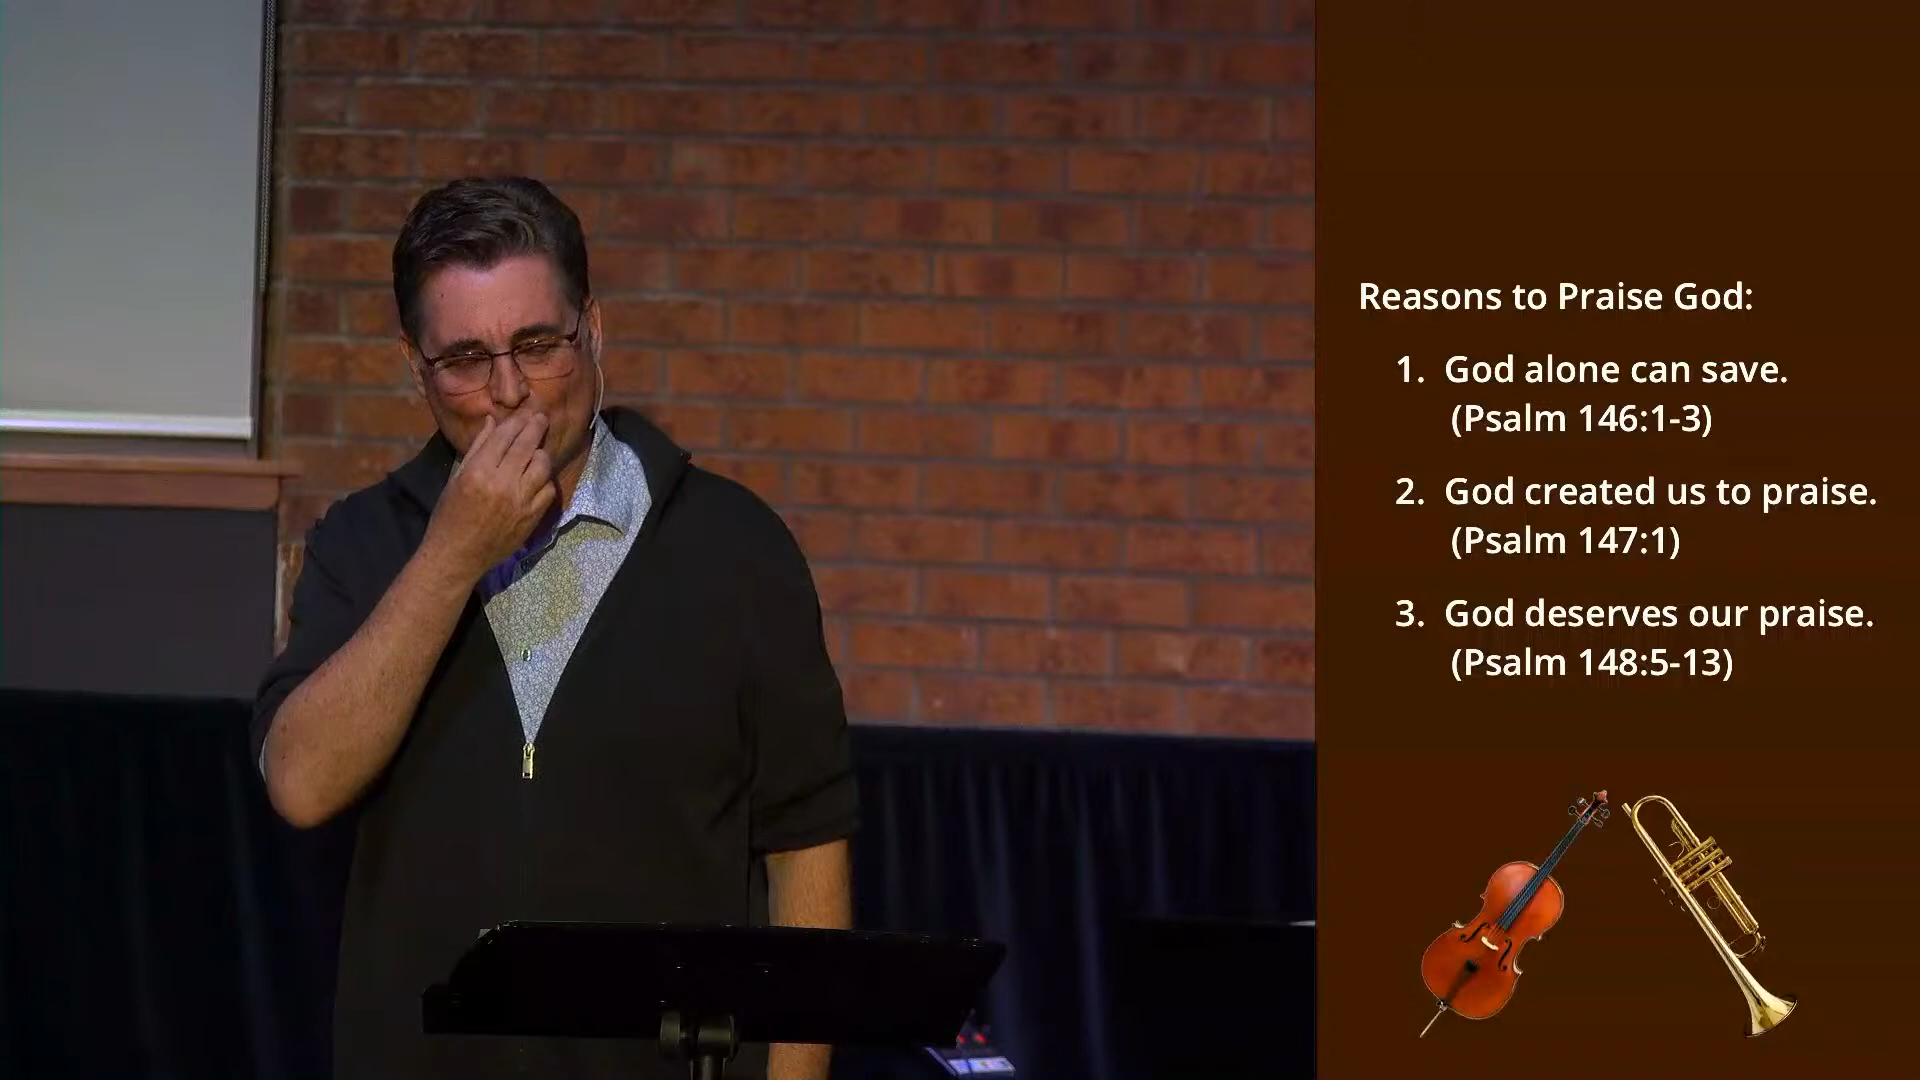 Reasons to Praise God:
1. God alone can save.
(Psalm 146:1-3)
2. God created us to praise.
(Psalm 147:1)
3. God deserves our praise.
(Psalm 148:5-13)